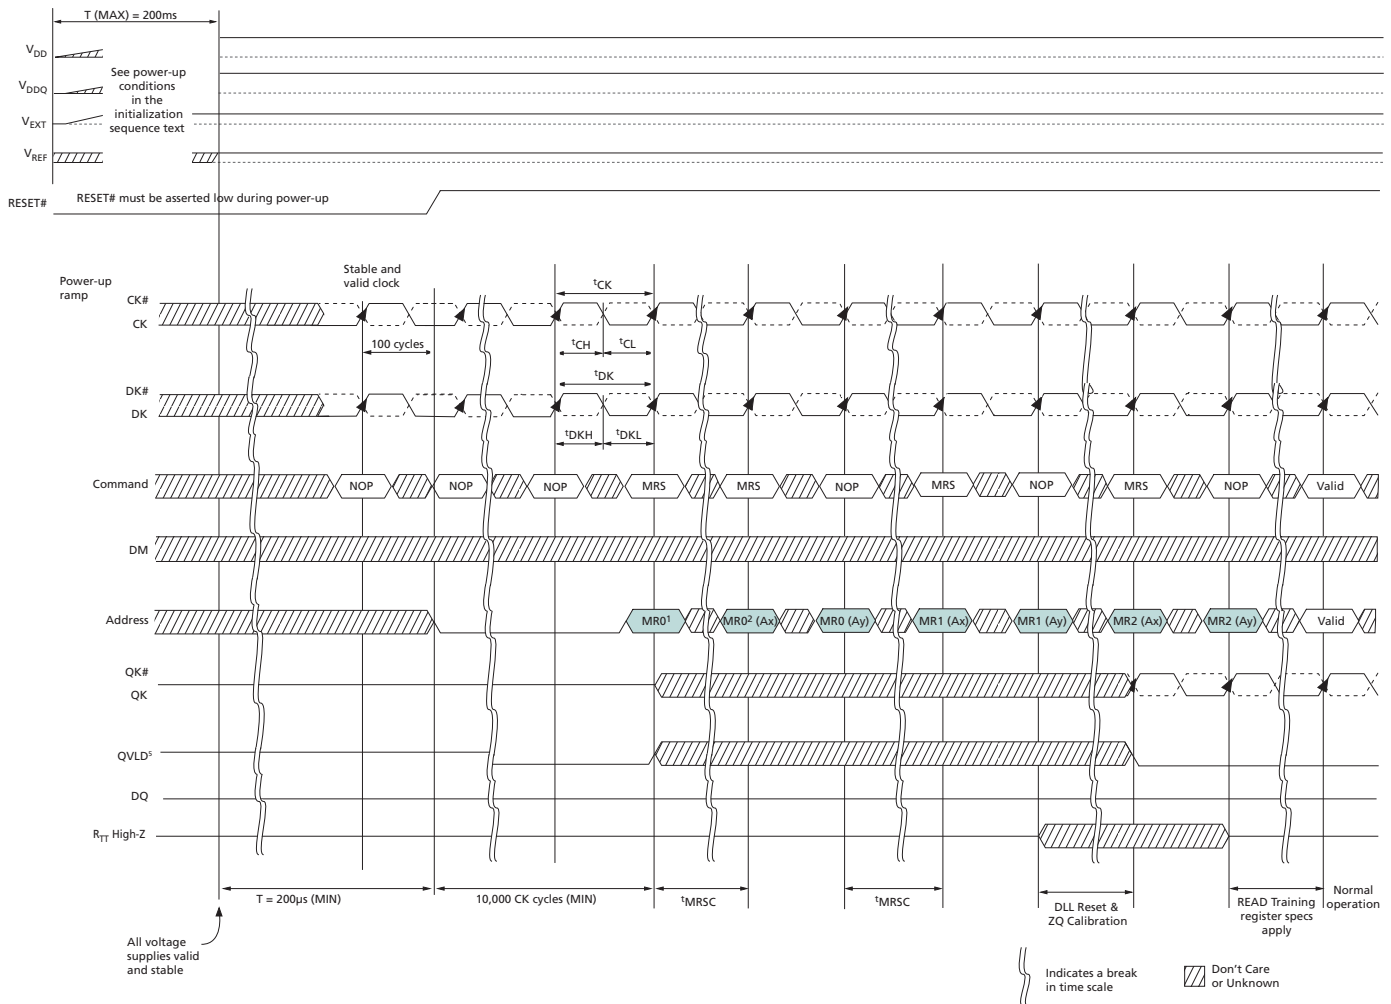 T (MAX) = 200ms
VDD
VDDQ
VEXT
VREF
See power-up
conditions
in the
initialization
sequence text
RESET#
RESET# must be asserted low during power-up
Power-up
ramp
Stable and
valid clock
CK#
CK
tCK
100 cycles
tCH
tCL
DK#
DK
tDK
tDKH
tDKL
Command
NOP
NOP
NOP
MRS
MRS
NOP
MRS
NOP
MRS
NOP
Valid
DM
Address
MR0¹
MR0² (Ax)
MR0 (Ay)
MR1 (Ax)
MR1 (Ay)
MR2 (Ax)
MR2 (Ay)
Valid
QK#
QK
QVLD⁵
DQ
RTT High-Z
T = 200µs (MIN)
10,000 CK cycles (MIN)
tMRSC
tMRSC
DLL Reset &
ZQ Calibration
READ Training
register specs
apply
Normal
operation
All voltage
supplies valid
and stable
Indicates a break
in time scale
Don't Care
or Unknown